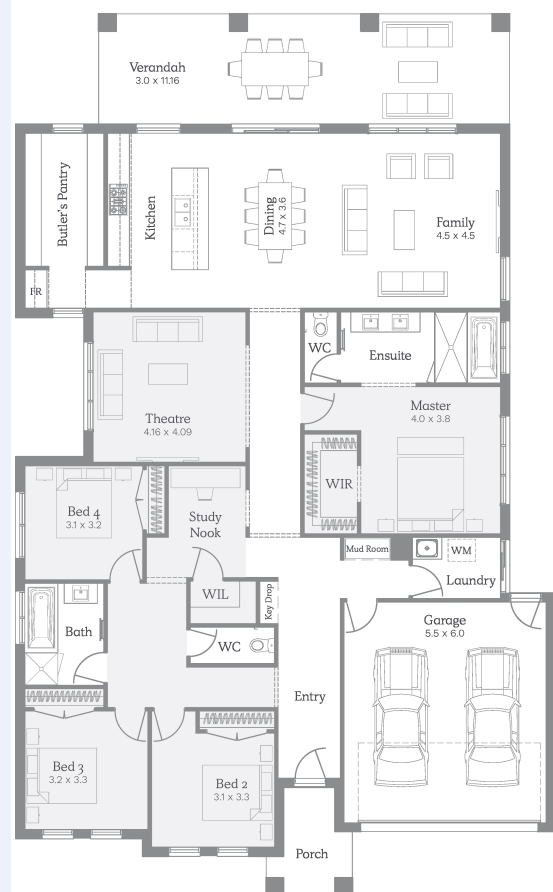 Verandah
3.0 x 11.16
Butler's Pantry
Kitchen
Dining
4.7 x 3.6
Family
4.5 x 4.5
FR
WC
Ensuite
Theatre
4.16 x 4.09
Master
4.0 x 3.8
WIR
Bed 4
3.1 x 3.2
Study
Nook
Mud Room
WM
Laundry
WIL
Key Drop
Bath
WC
Garage
5.5 x 6.0
Entry
Bed 3
3.2 x 3.3
Bed 2
3.1 x 3.3
Porch